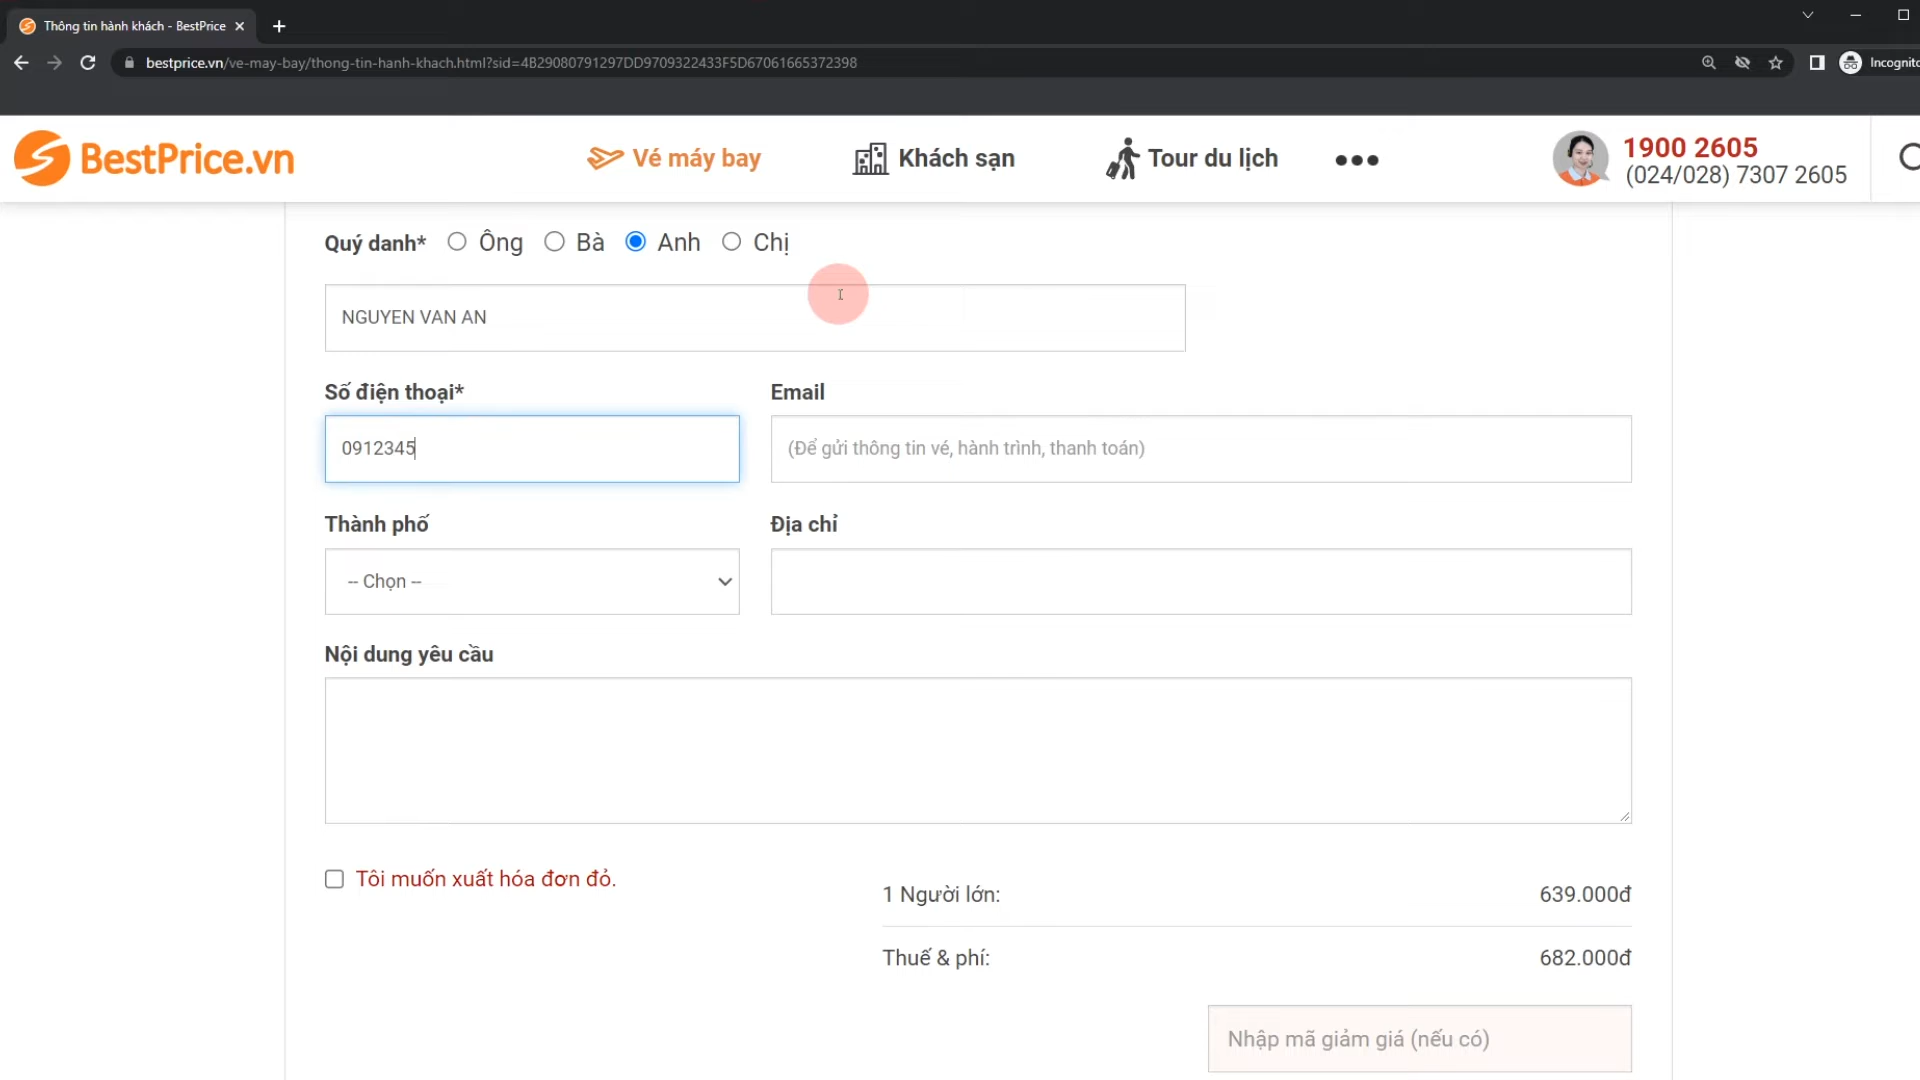 Thông tin hành khách - BestPrice
bestprice.vn/ve-may-bay/thong-tin-hanh-khach.html?sid=4B29080791297DD9709322433F5D67061665372398
Incognito
BestPrice.vn
Vé máy bay
Khách sạn
Tour du lịch
1900 2605
(024/028) 7307 2605
Quý danh* Ông Bà Anh Chị
NGUYEN VAN AN
Số điện thoại* Email
0912345 (Để gửi thông tin vé, hành trình, thanh toán)
Thành phố Địa chỉ
-- Chọn --
Nội dung yêu cầu
Tôi muốn xuất hóa đơn đỏ.
1 Người lớn: 639.000đ
Thuế & phí: 682.000đ
Nhập mã giảm giá (nếu có)